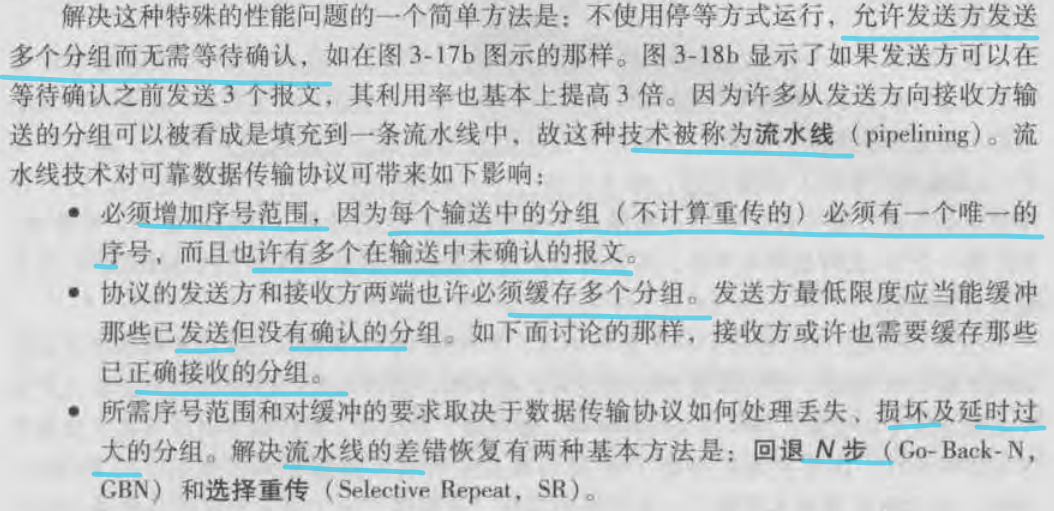 解决这种特殊的性能问题的一个简单方法是：不使用停等方式运行，允许发送方发送
多个分组而无需等待确认，如在图 3-17b 图示的那样。图 3-18b 显示了如果发送方可以在
等待确认之前发送 3 个报文，其利用率也基本上提高 3 倍。因为许多从发送方向接收方输
送的分组可以被看成是填充到一条流水线中，故这种技术被称为流水线（pipelining）。流
水线技术对可靠数据传输协议可带来如下影响：
• 必须增加序号范围，因为每个输送中的分组（不计算重传的）必须有一个唯一的
序号，而且也许有多个在输送中未确认的报文。
• 协议的发送方和接收方两端也许必须缓存多个分组。发送方最低限度应当能缓冲
那些已发送但没有确认的分组。如下面讨论的那样，接收方或许也需要缓存那些
已正确接收的分组。
• 所需序号范围和对缓冲的要求取决于数据传输协议如何处理丢失、损坏及延时过
大的分组。解决流水线的差错恢复有两种基本方法是：回退 N 步（Go-Back-N，
GBN）和选择重传（Selective Repeat，SR）。